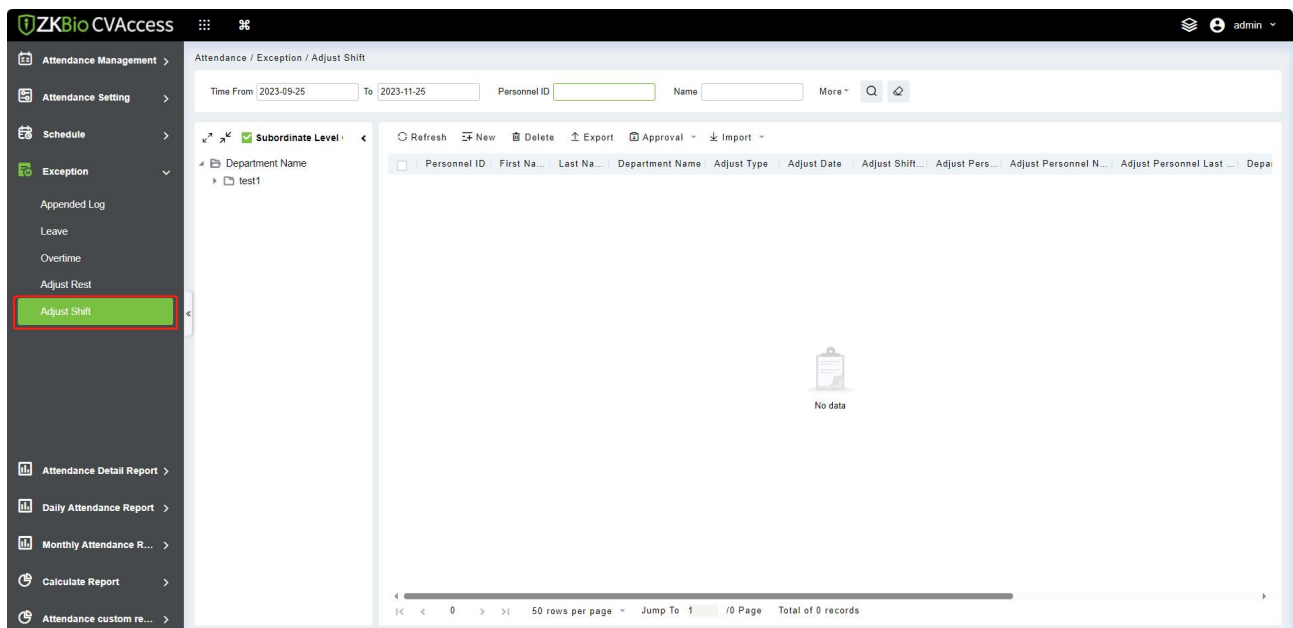 ZKBio CVAccess
admin
Attendance Management
Attendance Setting
Schedule
Exception
Appended Log
Leave
Overtime
Adjust Rest
Adjust Shift
Attendance Detail Report
Daily Attendance Report
Monthly Attendance R...
Calculate Report
Attendance custom re...
Attendance / Exception / Adjust Shift
Time From 2023-09-25 To 2023-11-25 Personnel ID Name More
Subordinate Level
Department Name
test1
Refresh New Delete Export Approval Import
Personnel ID First Na... Last Na... Department Name Adjust Type Adjust Date Adjust Shift... Adjust Pers... Adjust Personnel N... Adjust Personnel Last ... Depa
No data
0 50 rows per page Jump To 1 /0 Page Total of 0 records